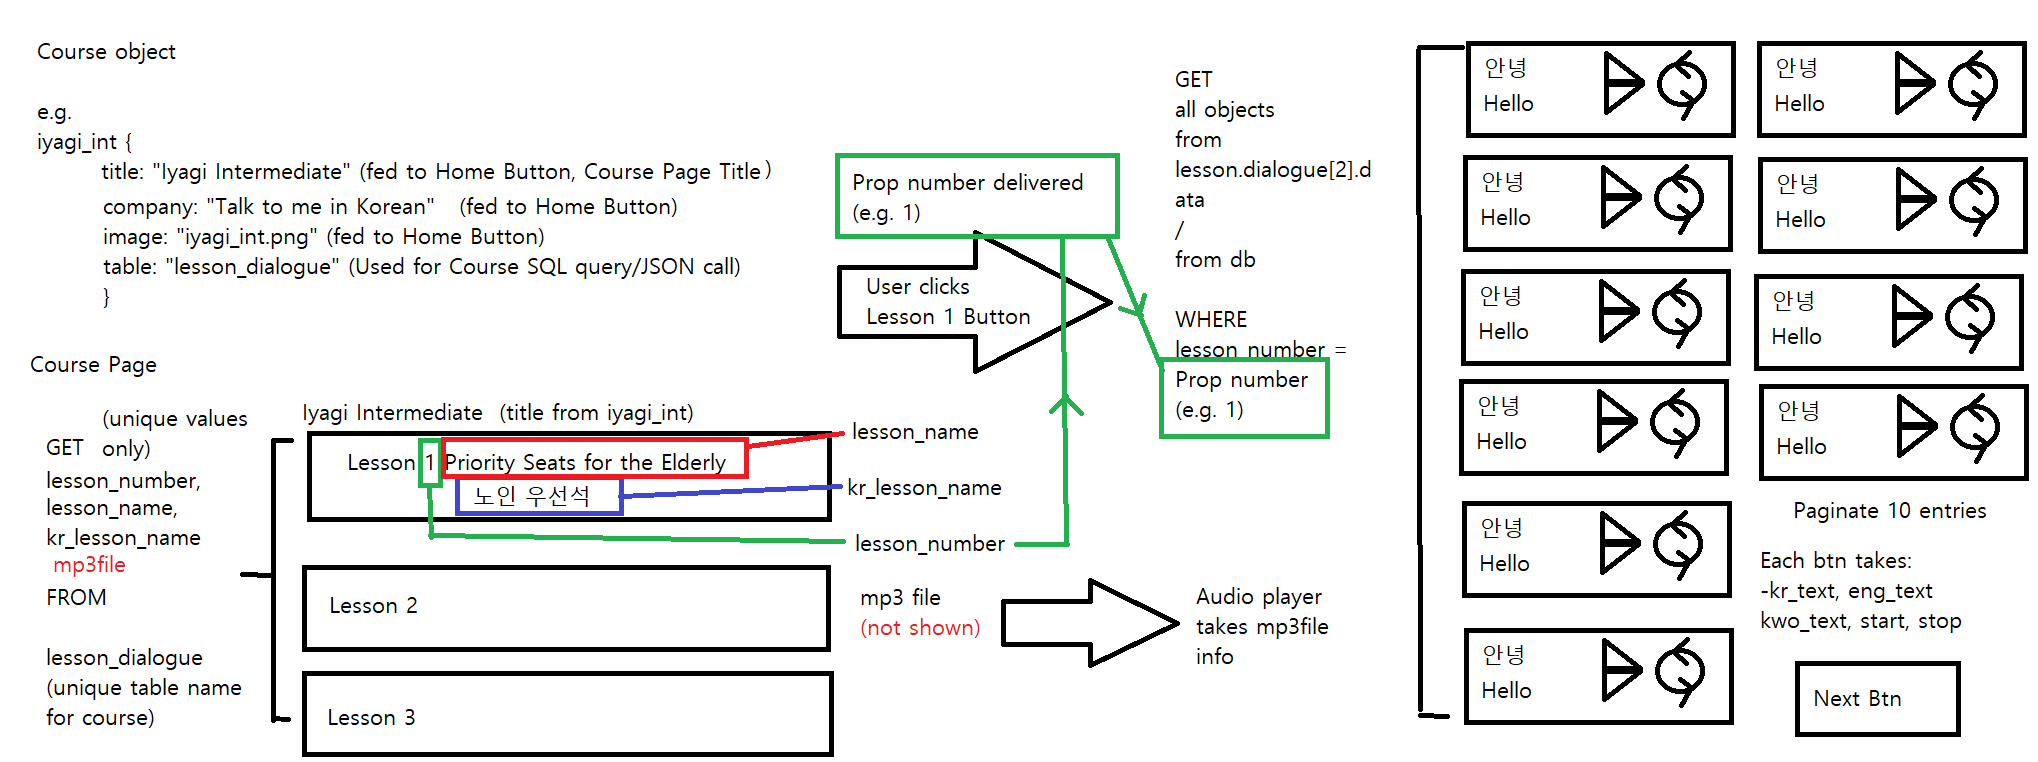 Course object
e.g.
iyagi_int {
title: "Iyagi Intermediate" (fed to Home Button, Course Page Title)
company: "Talk to me in Korean" (fed to Home Button)
image: "iyagi_int.png" (fed to Home Button)
table: "lesson_dialogue" (Used for Course SQL query/JSON call)
}
Course Page
(unique values
only)
GET
lesson_number,
lesson_name,
kr_lesson_name
mp3file
FROM
lesson_dialogue
(unique table name
for course)
Iyagi Intermediate (title from iyagi_int)
Lesson 1 Priority Seats for the Elderly
노인 우선석
Lesson 2
Lesson 3
lesson_name
kr_lesson_name
lesson_number
mp3 file
(not shown)
Audio player
takes mp3file
info
Prop number delivered
(e.g. 1)
User clicks
Lesson 1 Button
GET
all objects
from
lesson.dialogue[2].d
ata
/
from db
WHERE
lesson number =
Prop number
(e.g. 1)
안녕
Hello
안녕
Hello
안녕
Hello
안녕
Hello
안녕
Hello
안녕
Hello
안녕
Hello
안녕
Hello
안녕
Hello
안녕
Hello
Paginate 10 entries
Each btn takes:
-kr_text, eng_text
kwo_text, start, stop
Next Btn